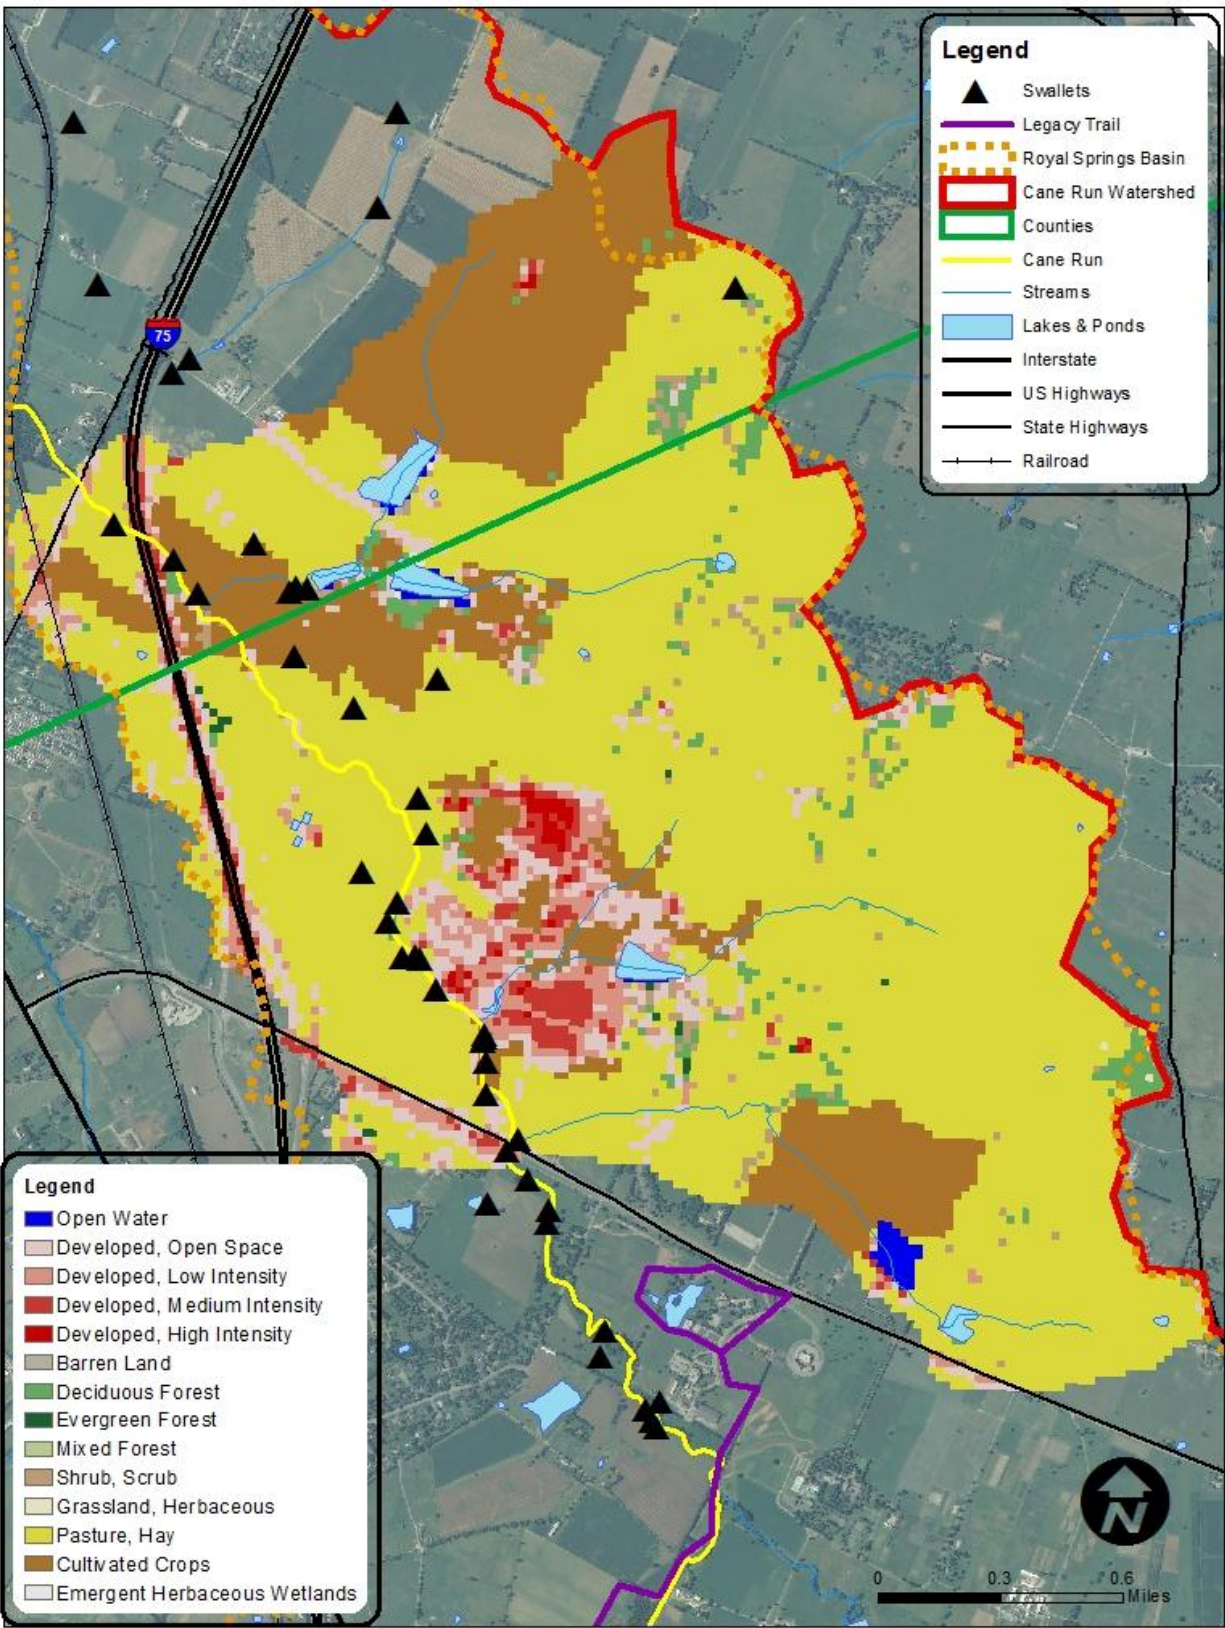 Legend
Swallets
Legacy Trail
Royal Springs Basin
Cane Run Watershed
Counties
Cane Run
Streams
Lakes & Ponds
Interstate
US Highways
State Highways
Railroad
75
Legend
Open Water
Developed, Open Space
Developed, Low Intensity
Developed, Medium Intensity
Developed, High Intensity
Barren Land
Deciduous Forest
Evergreen Forest
Mixed Forest
Shrub, Scrub
Grassland, Herbaceous
Pasture, Hay
Cultivated Crops
Emergent Herbaceous Wetlands
N
0 0.3 0.6
Miles